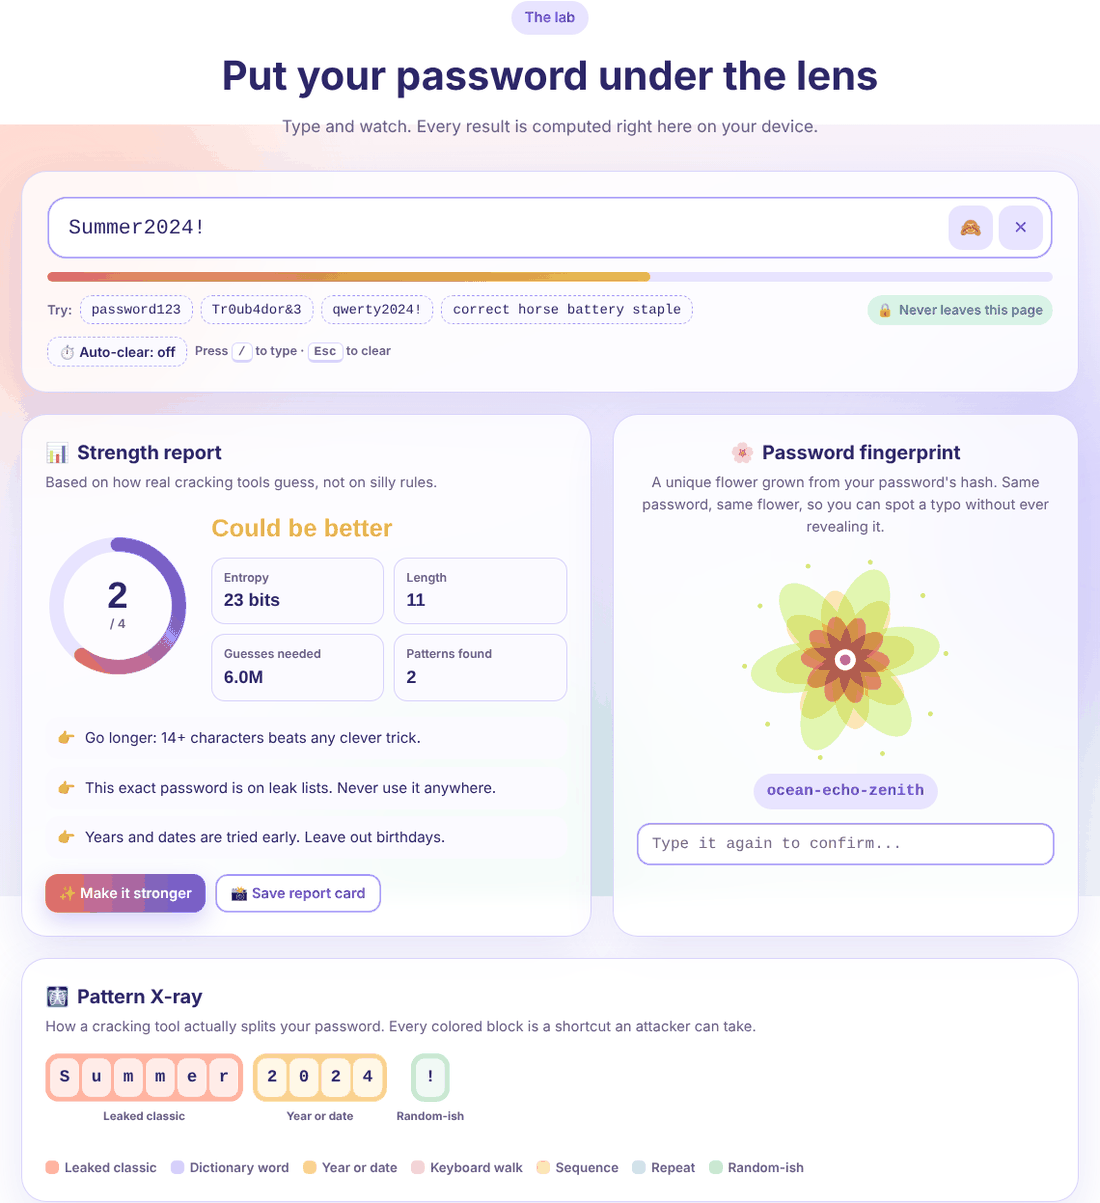 The lab
Put your password under the lens
Type and watch. Every result is computed right here on your device.
Summer2024!
Try: password123 Tr0ub4dor&3 qwerty2024! correct horse battery staple
Never leaves this page
Auto-clear: off Press / to type · Esc to clear
Strength report
Based on how real cracking tools guess, not on silly rules.
2
/ 4
Could be better
Entropy
23 bits
Length
11
Guesses needed
6.0M
Patterns found
2
Go longer: 14+ characters beats any clever trick.
This exact password is on leak lists. Never use it anywhere.
Years and dates are tried early. Leave out birthdays.
Make it stronger
Save report card
Password fingerprint
A unique flower grown from your password's hash. Same
password, same flower, so you can spot a typo without ever
revealing it.
ocean-echo-zenith
Type it again to confirm...
Pattern X-ray
How a cracking tool actually splits your password. Every colored block is a shortcut an attacker can take.
S u m m e r 2 0 2 4 !
Leaked classic Year or date Random-ish
Leaked classic Dictionary word Year or date Keyboard walk Sequence Repeat Random-ish